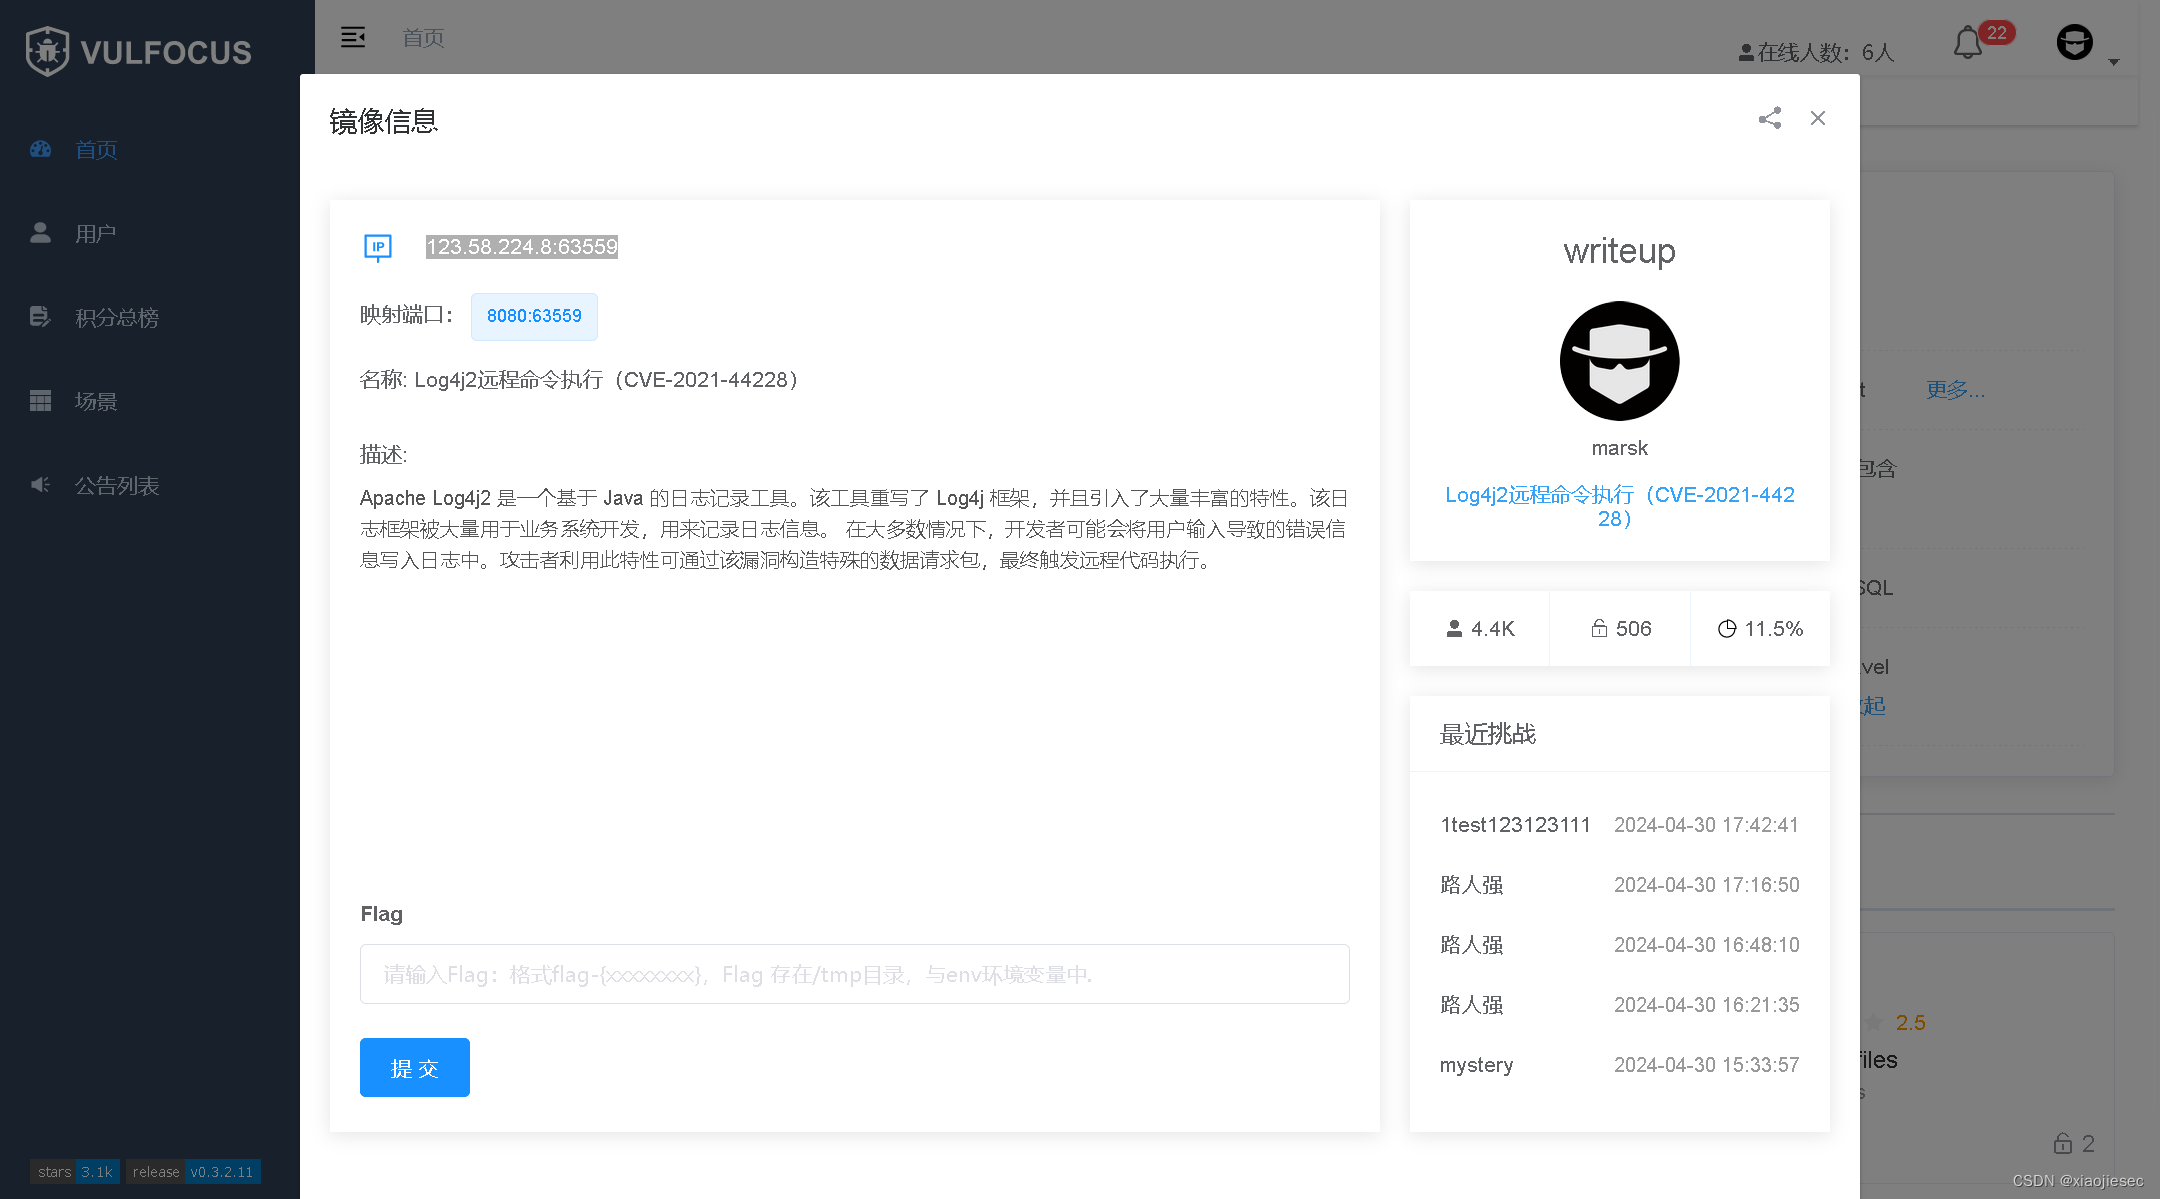 VULFOCUS
首页
用户
积分总榜
场景
公告列表
stars 3.1k release v0.3.2.11
首页
在线人数：6人
22
镜像信息
IP 123.58.224.8:63559
映射端口： 8080:63559
名称: Log4j2远程命令执行（CVE-2021-44228）
描述:
Apache Log4j2 是一个基于 Java 的日志记录工具。该工具重写了 Log4j 框架，并且引入了大量丰富的特性。该日
志框架被大量用于业务系统开发，用来记录日志信息。 在大多数情况下，开发者可能会将用户输入导致的错误信
息写入日志中。攻击者利用此特性可通过该漏洞构造特殊的数据请求包，最终触发远程代码执行。
Flag
请输入Flag：格式flag-{xxxxxxxx}，Flag 存在/tmp目录，与env环境变量中.
提 交
writeup
marsk
Log4j2远程命令执行（CVE-2021-442
28）
4.4K 506 11.5%
最近挑战
1test123123111 2024-04-30 17:42:41
路人强 2024-04-30 17:16:50
路人强 2024-04-30 16:48:10
路人强 2024-04-30 16:21:35
mystery 2024-04-30 15:33:57
t 更多...
包含
SQL
vel
起
2.5
files
s
2
CSDN @xiaojiesec